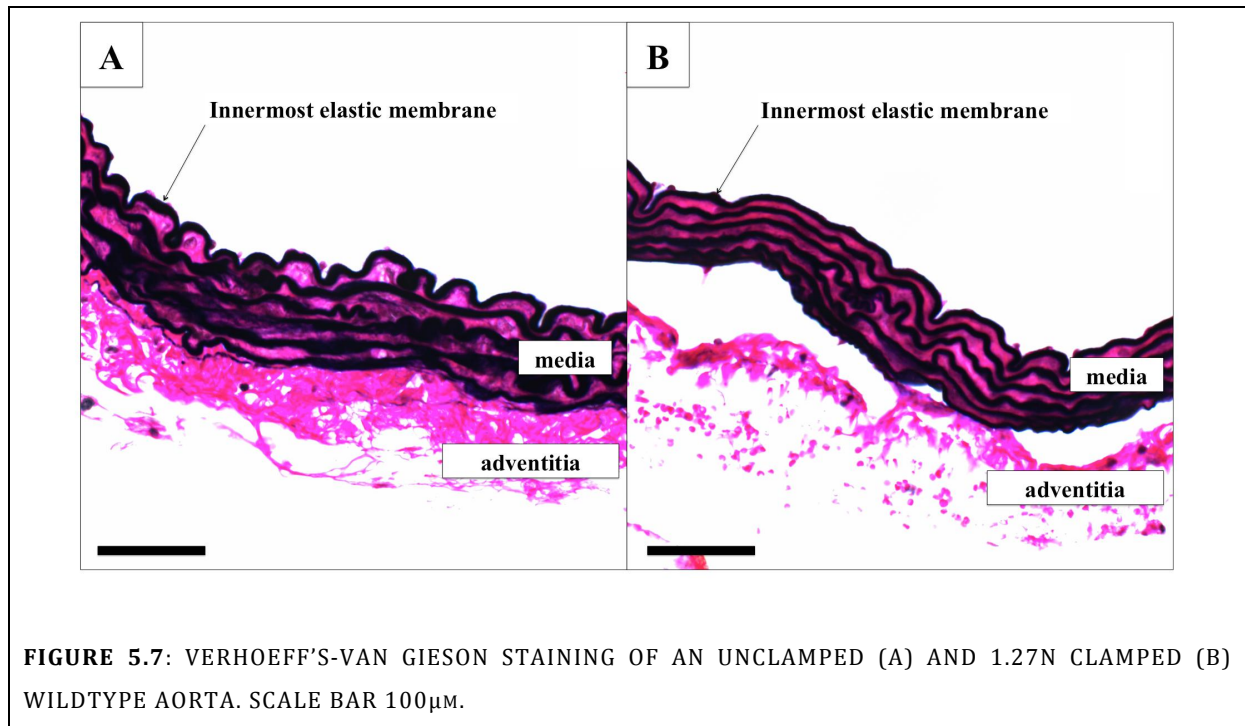 A
Innermost elastic membrane
media
adventitia
B
Innermost elastic membrane
media
adventitia
FIGURE 5.7: VERHOEFF'S-VAN GIESON STAINING OF AN UNCLAMPED (A) AND 1.27N CLAMPED (B)
WILDTYPE AORTA. SCALE BAR 100µM.